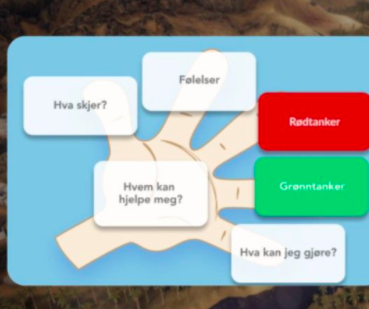 Følelser
Hva skjer?
Rødtanker
Hvem kan
hjelpe meg?
Grønntanker
Hva kan jeg gjøre?